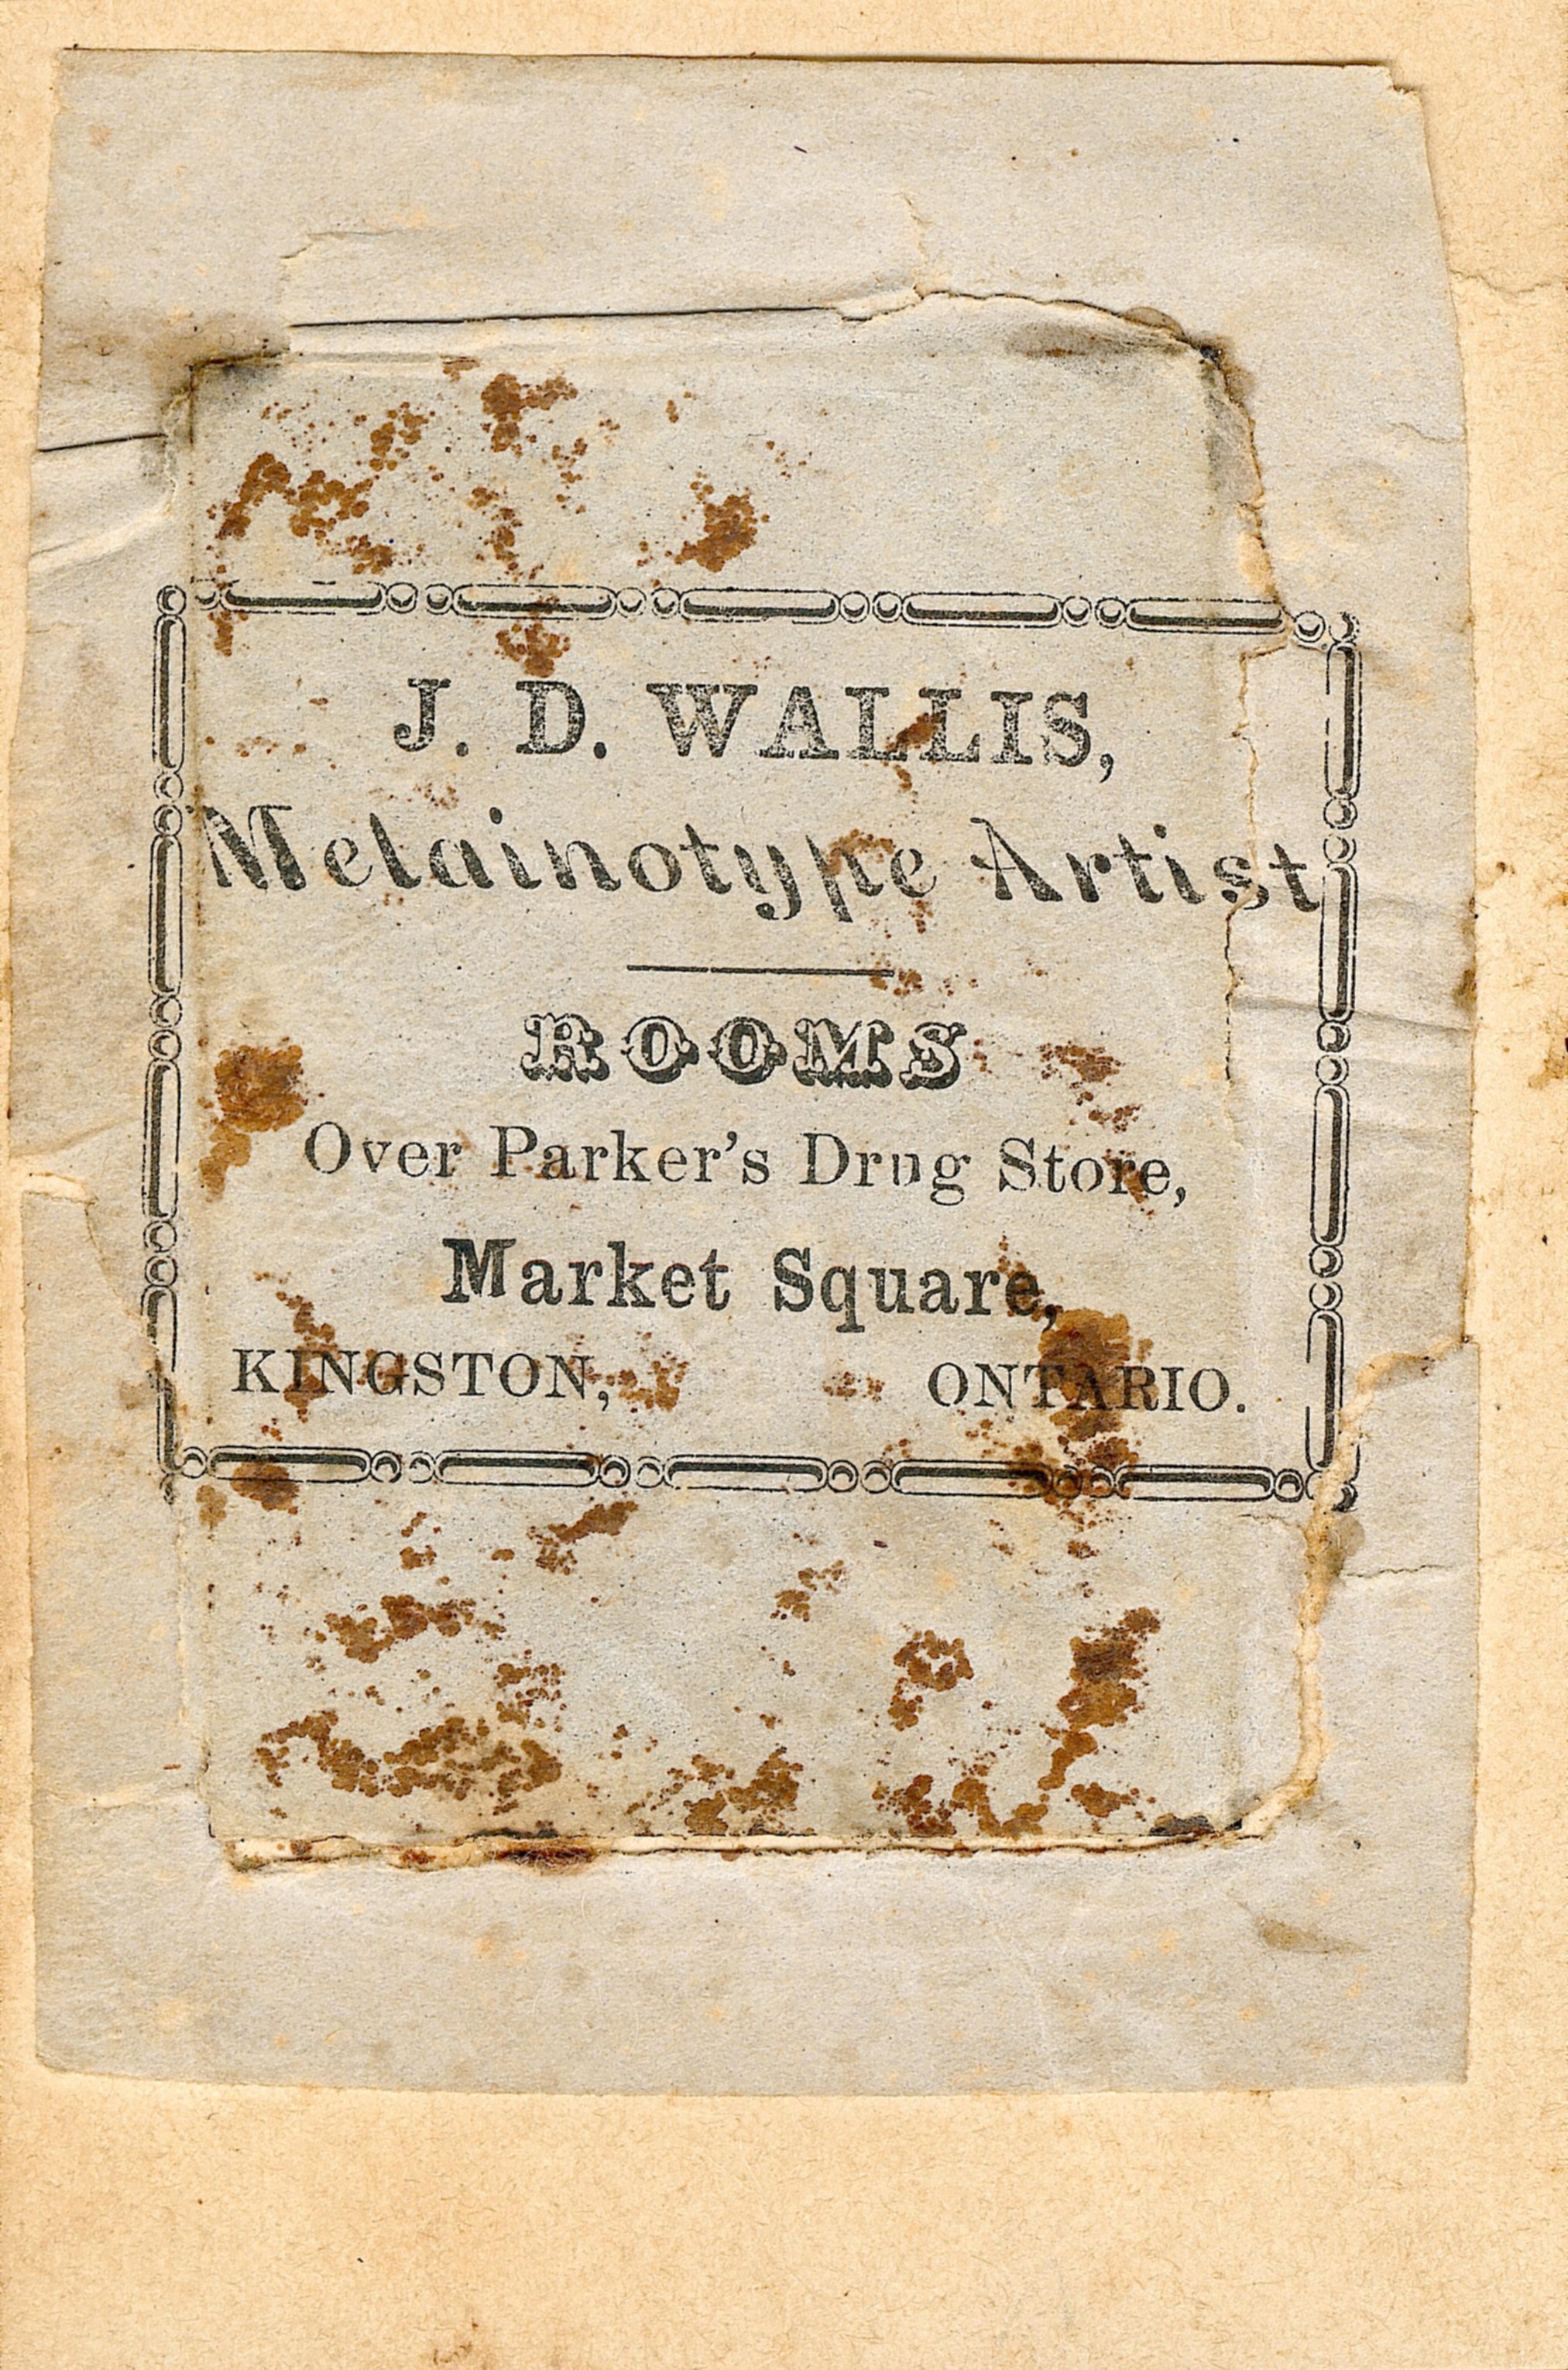 J. D. WALLIS,
Melainotype Artist
ROOMS
Over Parker's Drug Store,
Market Square,
KINGSTON, ONTARIO.